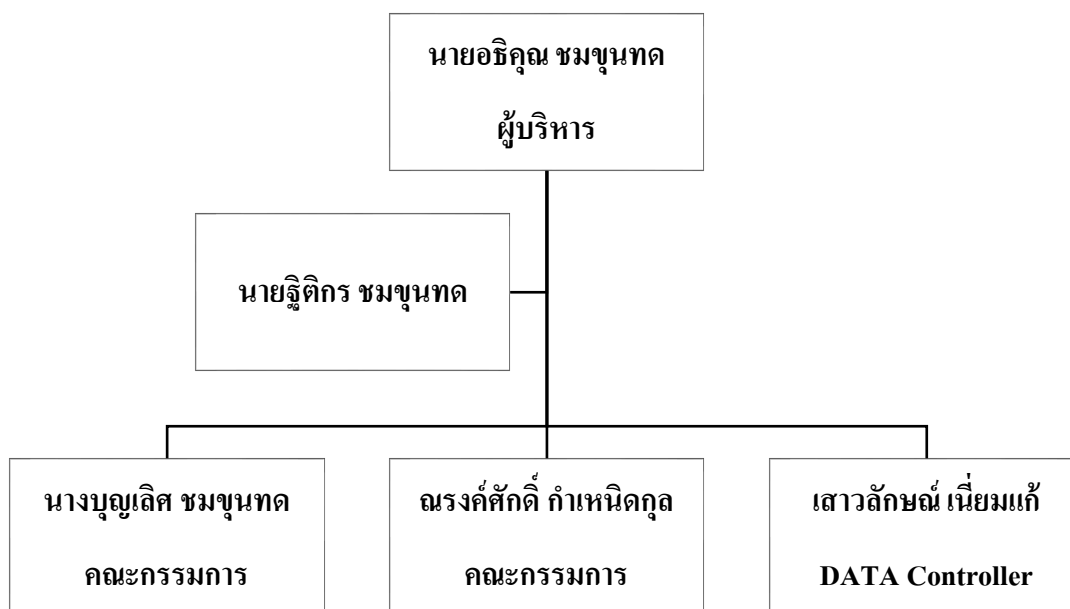 นายอธิคุณ ชมขุนทด
ผู้บริหาร
นายฐิติกร ชมขุนทด
นางบุญเลิศ ชมขุนทด
คณะกรรมการ
ณรงค์ศักดิ์ กำเหนิดกุล
คณะกรรมการ
เสาวลักษณ์ เนี่ยมแก้
DATA Controller